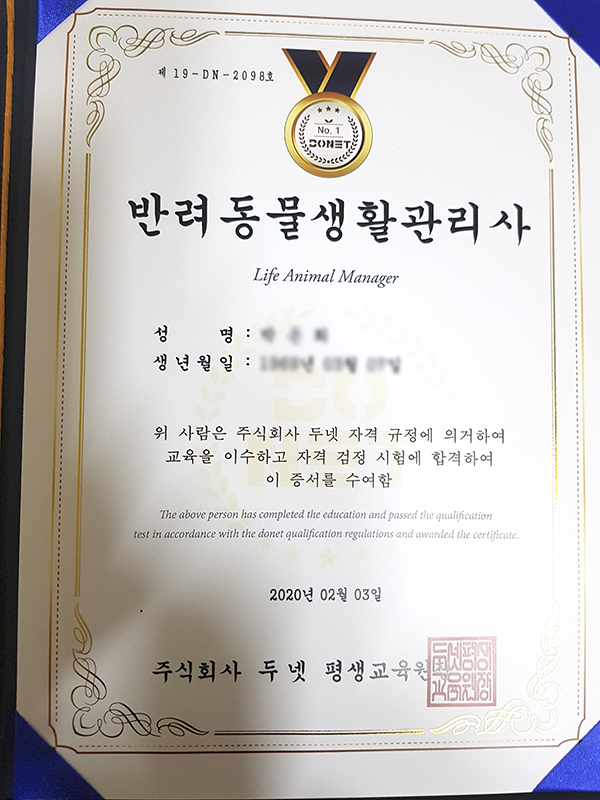 제 19-DN-2098호
No. 1
DONET
반려동물생활관리사
Life Animal Manager
성 명 :
생년월일 :
위 사람은 주식회사 두넷 자격 규정에 의거하여
교육을 이수하고 자격 검정 시험에 합격하여
이 증서를 수여함
The above person has completed the education and passed the qualification
test in accordance with the donet qualification regulations and awarded the certificate.
2020년 02월 03일
주식회사 두넷 평생교육원